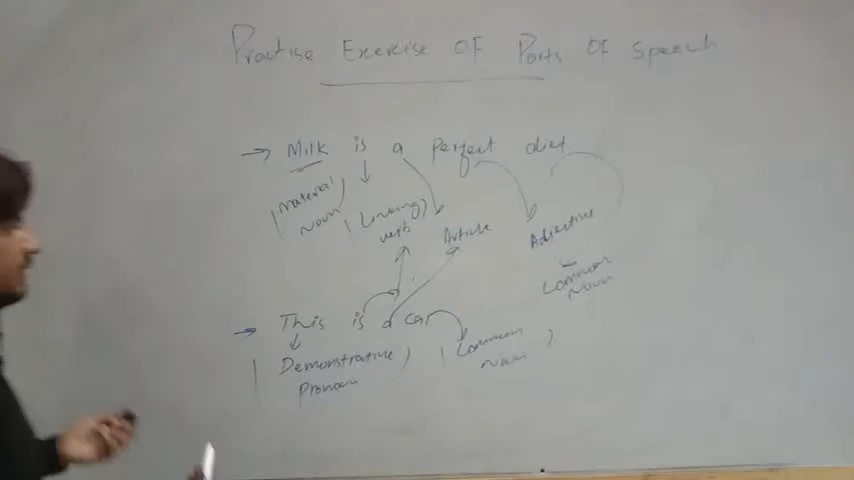 Practise Exercise OF Parts OF Speech
→ Milk is a perfect diet
(Material Noun)
(Linking) verb
Article
Adjective
Common Noun
→ This is a car
(Demonstrative) Pronoun
(Common Noun)